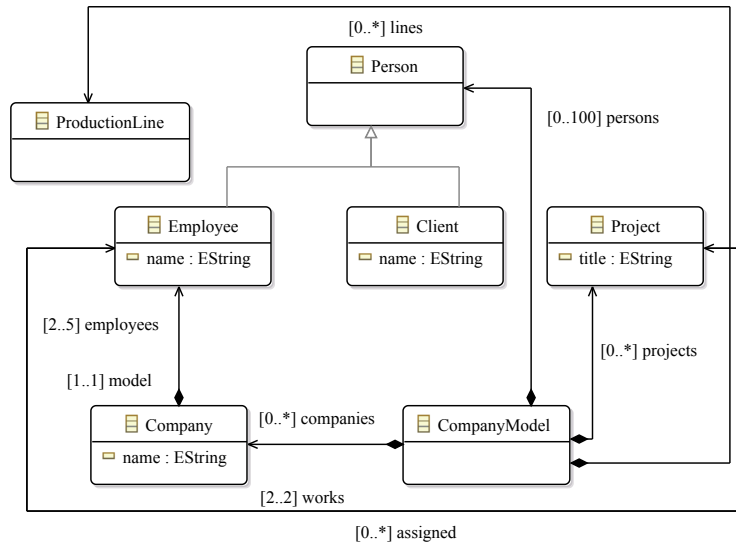 [0..*] lines
Person
[0..100] persons
ProductionLine
Employee
name : EString
Client
name : EString
Project
title : EString
[2..5] employees
[0..*] projects
[1..1] model
Company
name : EString
[0..*] companies
CompanyModel
[2..2] works
[0..*] assigned